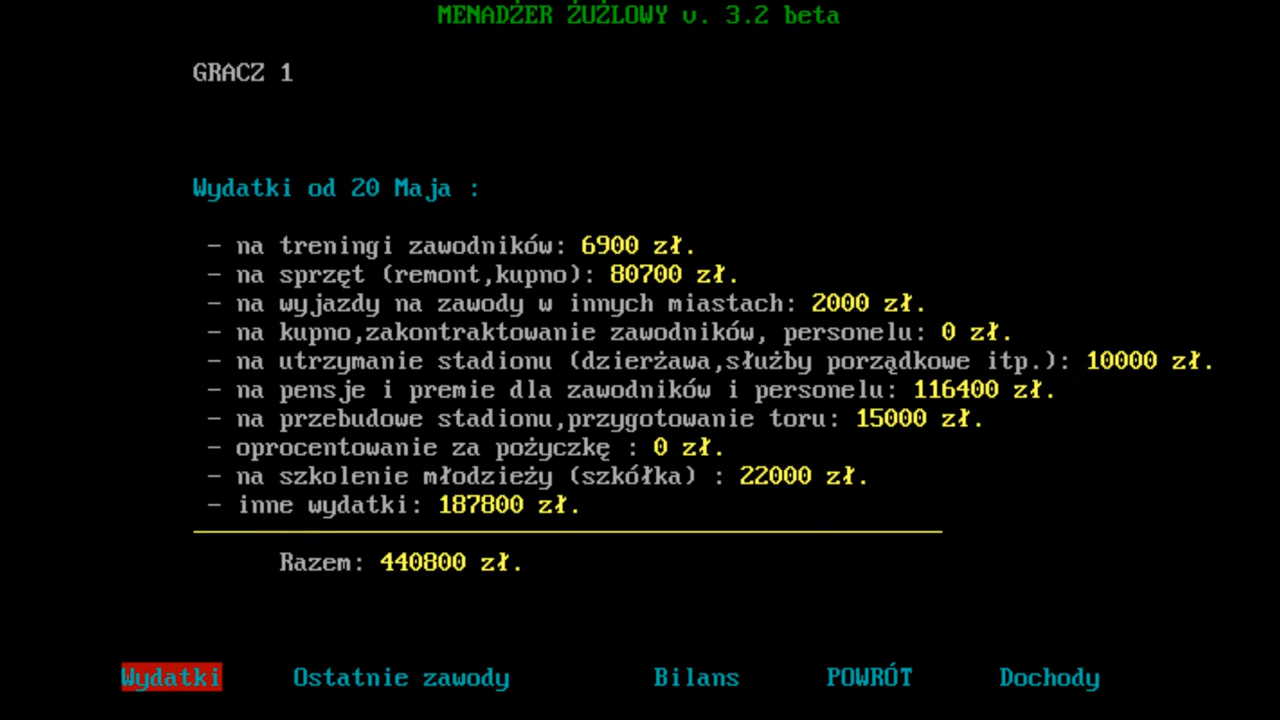 MENADŻER ŻUŻLOWY v. 3.2 beta
GRACZ 1
Wydatki od 20 Maja :
- na treningi zawodników: 6900 zł.
- na sprzęt (remont,kupno): 80700 zł.
- na wyjazdy na zawody w innych miastach: 2000 zł.
- na kupno,zakontraktowanie zawodników, personelu: 0 zł.
- na utrzymanie stadionu (dzierżawa,służby porządkowe itp.): 10000 zł.
- na pensje i premie dla zawodników i personelu: 116400 zł.
- na przebudowe stadionu,przygotowanie toru: 15000 zł.
- oprocentowanie za pożyczkę : 0 zł.
- na szkolenie młodzieży (szkółka) : 22000 zł.
- inne wydatki: 187800 zł.
Razem: 440800 zł.
Wydatki Ostatnie zawody Bilans POWRÓT Dochody